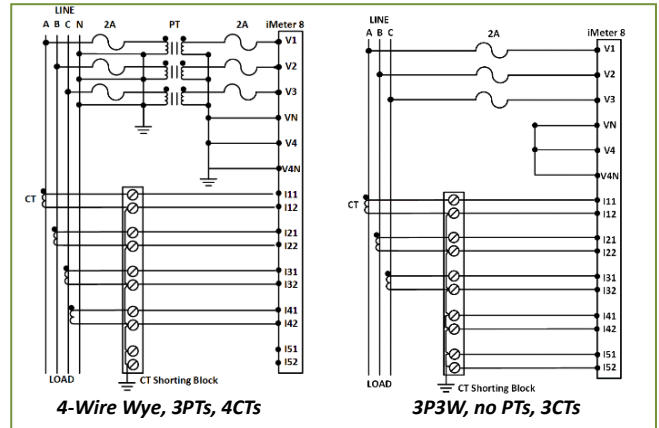 LINE
A B C N 2A PT 2A iMeter 8
V1
V2
V3
VN
V4
V4N
CT
I11
I12
I21
I22
I31
I32
I41
I42
I51
I52
LOAD
CT Shorting Block
4-Wire Wye, 3PTs, 4CTs
LINE
A B C 2A iMeter 8
V1
V2
V3
VN
V4
V4N
CT
I11
I12
I21
I22
I31
I32
I41
I42
I51
I52
LOAD
CT Shorting Block
3P3W, no PTs, 3CTs